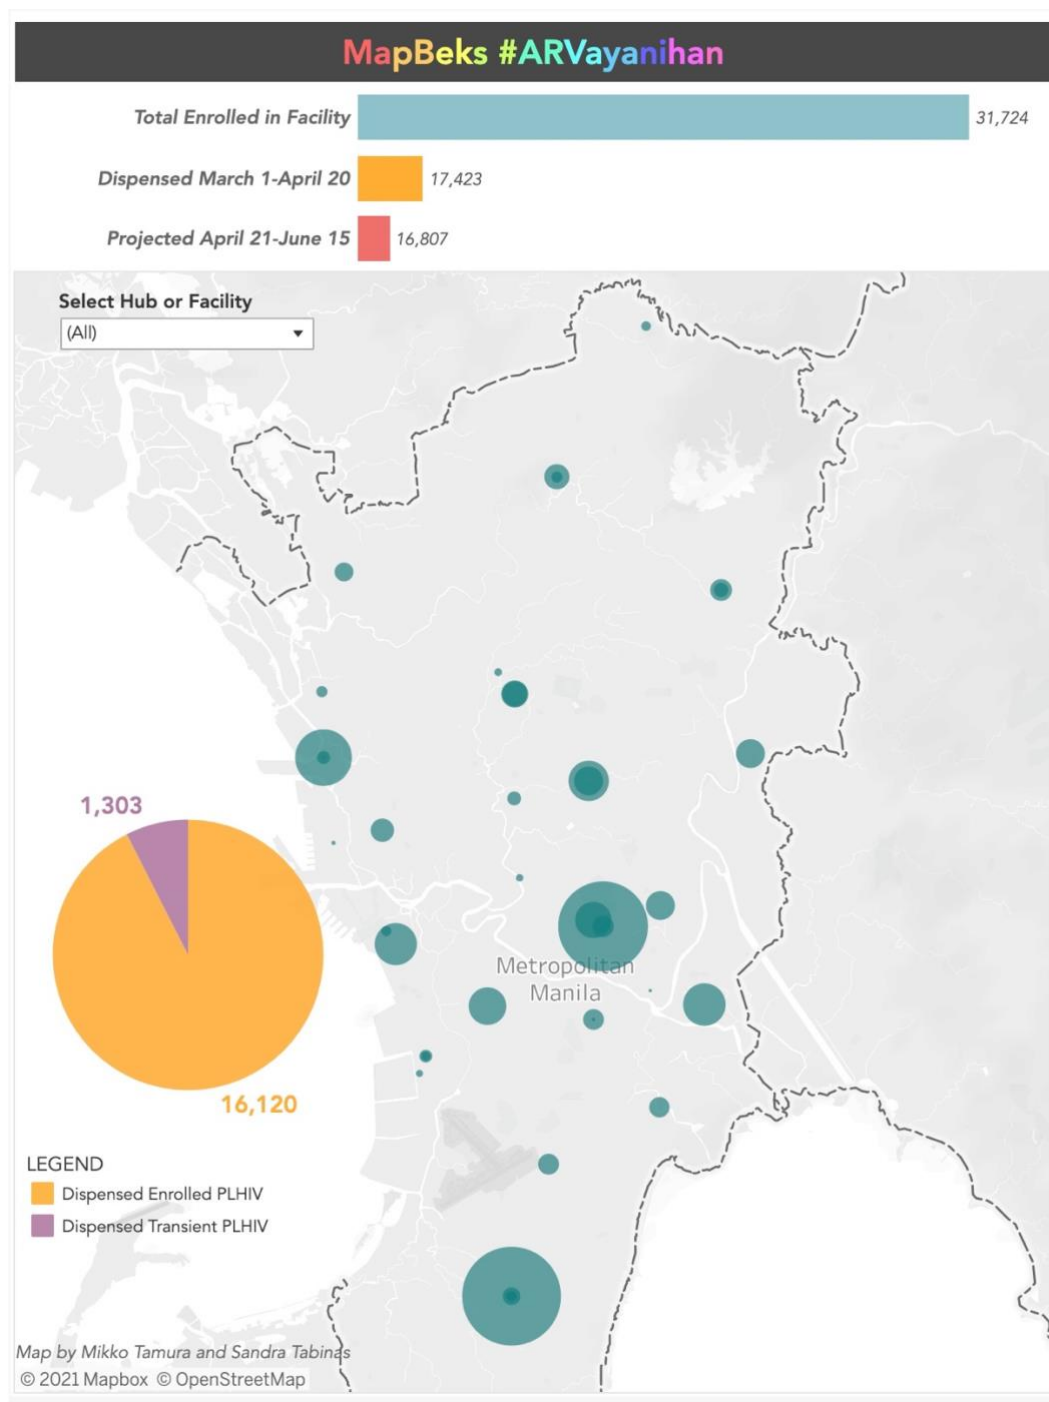 MapBeks #ARVayanihan
Total Enrolled in Facility 31,724
Dispensed March 1-April 20 17,423
Projected April 21-June 15 16,807
Select Hub or Facility
(All)
1,303
Metropolitan
Manila
16,120
LEGEND
Dispensed Enrolled PLHIV
Dispensed Transient PLHIV
Map by Mikko Tamura and Sandra Tabinas
© 2021 Mapbox © OpenStreetMap